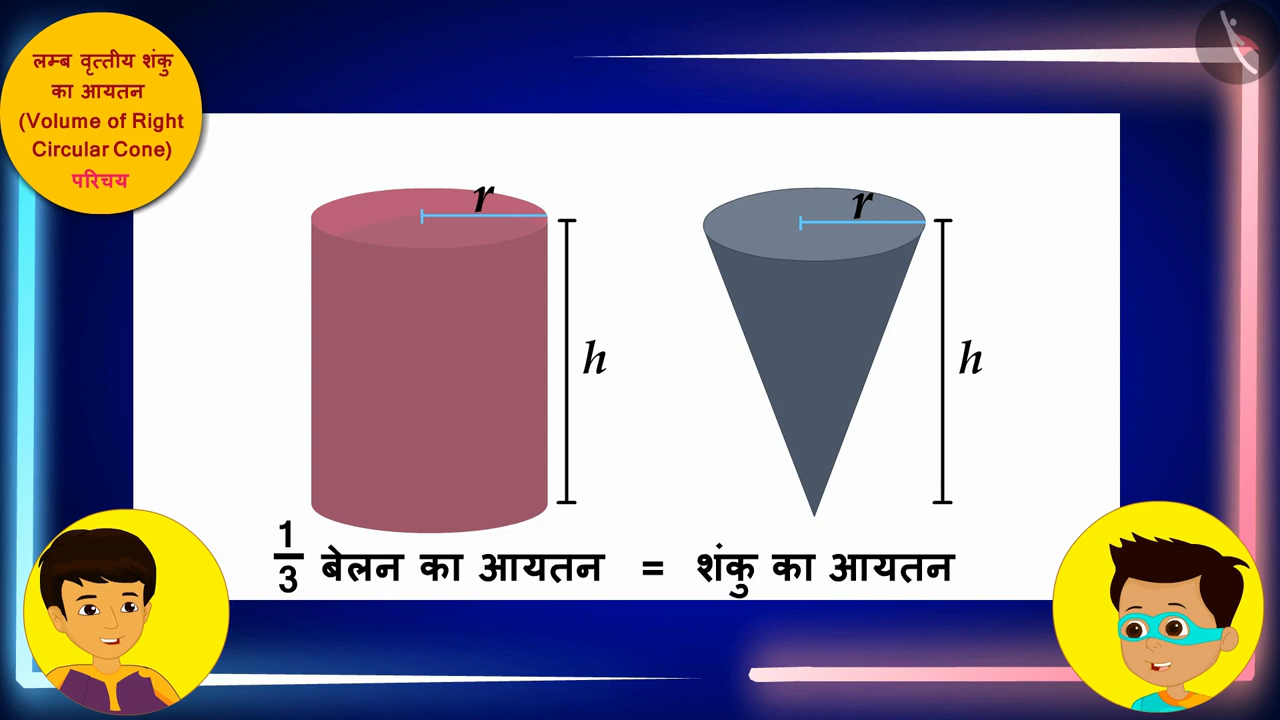 लम्ब वृत्तीय शंकु
का आयतन
(Volume of Right
Circular Cone)
परिचय
r
r
h
h
1/3 बेलन का आयतन = शंकु का आयतन